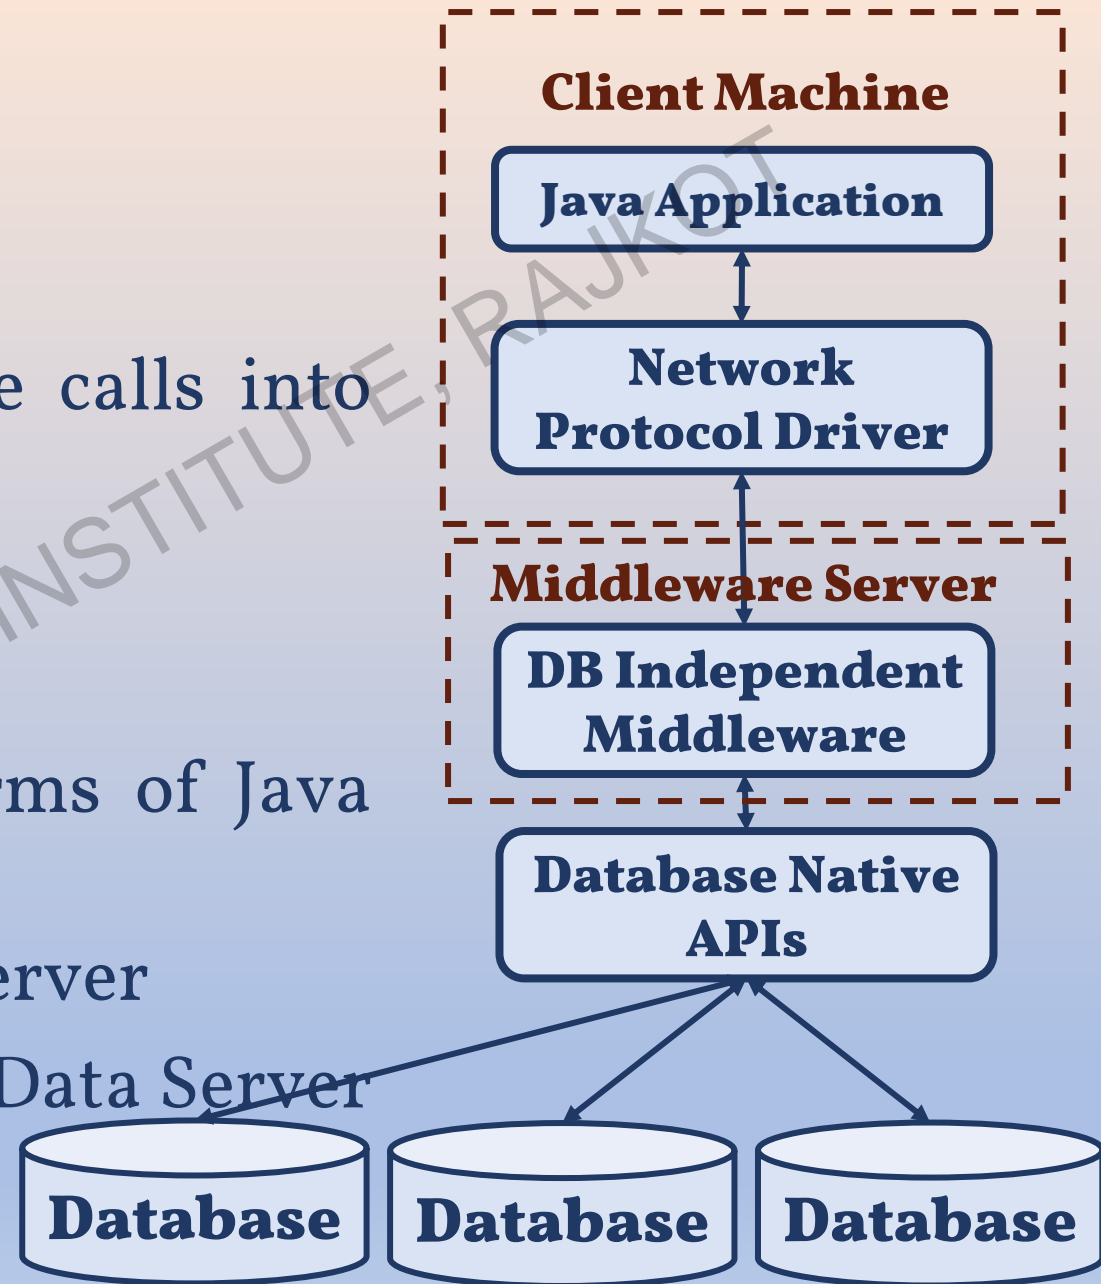 Client Machine
Java Application
Network
Protocol Driver
e calls into
INSTITUTE, RAJKOT
Middleware Server
DB Independent
Middleware
rms of Java
Database Native
APIs
erver
Data Server
Database
Database
Database